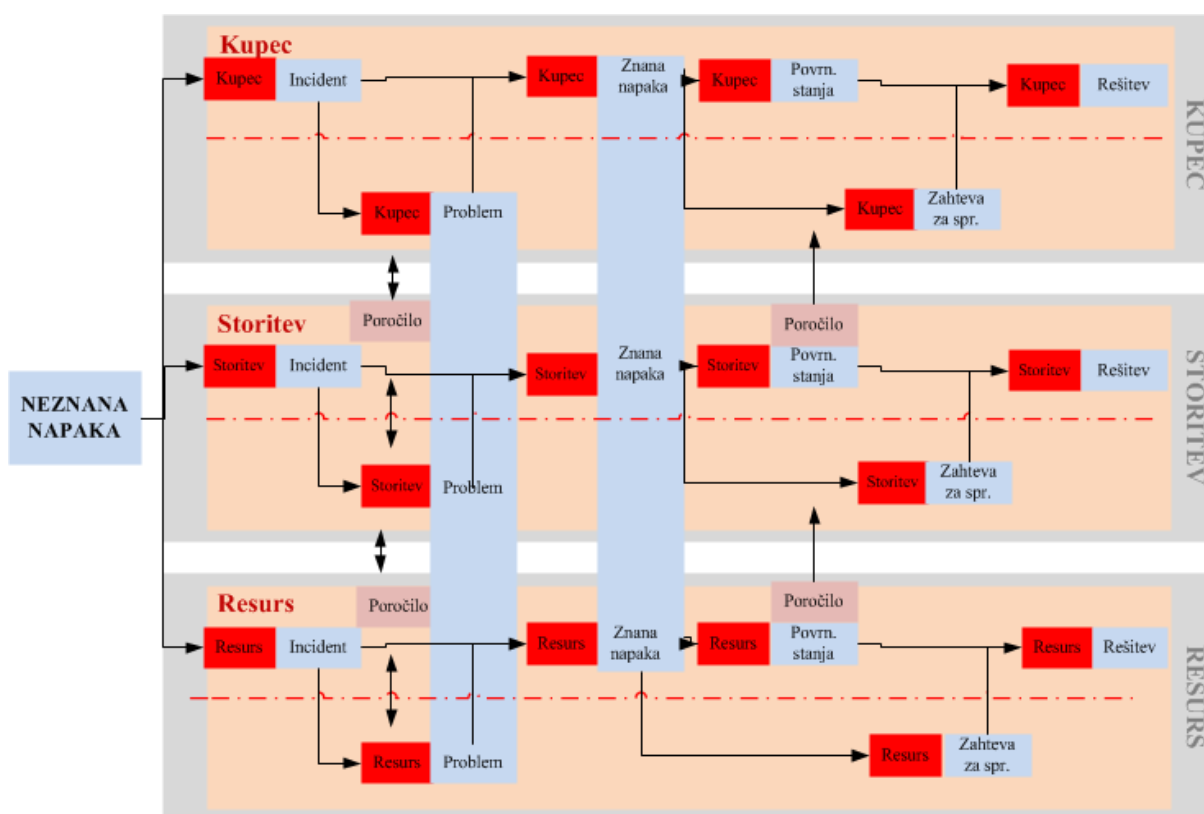 Kupec
Kupec Incident
Kupec
Znana
napaka
Kupec
Povrn.
stanja
Kupec Rešitev
Kupec Problem
Kupec
Zahteva
za spr.
KUPEC
Poročilo
Poročilo
Storitev
Storitev Incident
Storitev
Znana
napaka
Storitev
Povrn.
stanja
Storitev Rešitev
NEZNANA
NAPAKA
Storitev Problem
Storitev
Zahteva
za spr.
STORITEV
Poročilo
Poročilo
Resurs
Resurs Incident
Resurs
Znana
napaka
Resurs
Povrn.
stanja
Resurs Rešitev
Resurs Problem
Resurs
Zahteva
za spr.
RESURS